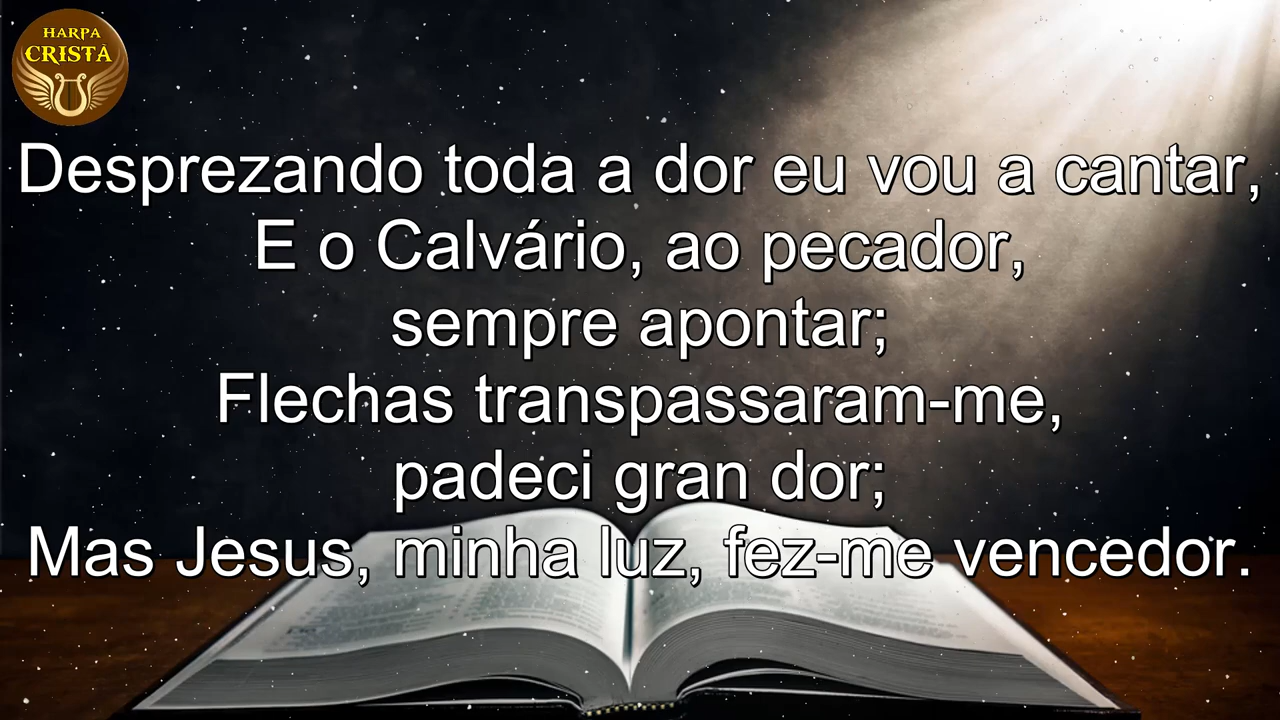 HARPA
CRISTÃ
Desprezando toda a dor eu vou a cantar,
E o Calvário, ao pecador,
sempre apontar;
Flechas transpassaram-me,
padeci gran dor;
Mas Jesus, minha luz, fez-me vencedor.